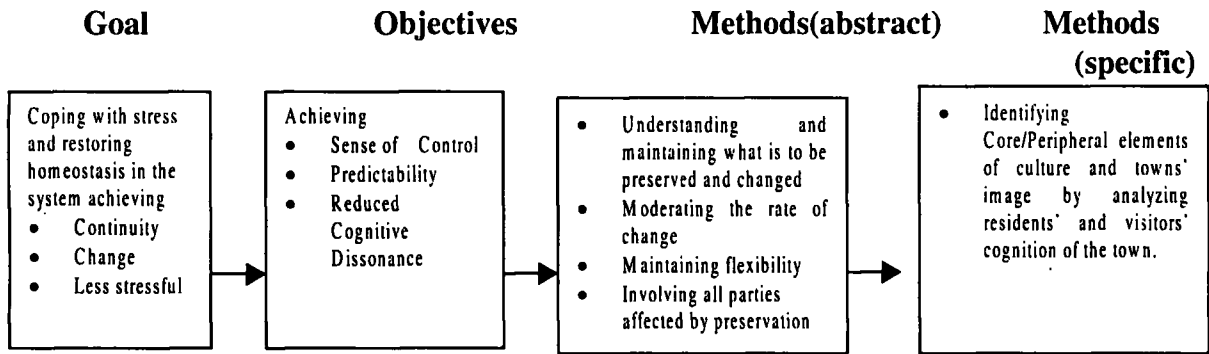 Goal
Objectives
Methods(abstract)
Methods
(specific)
Coping with stress
and restoring
homeostasis in the
system achieving
• Continuity
• Change
• Less stressful
Achieving
• Sense of Control
• Predictability
• Reduced
Cognitive
Dissonance
• Understanding and
maintaining what is to be
preserved and changed
• Moderating the rate of
change
• Maintaining flexibility
• Involving all parties
affected by preservation
• Identifying
Core/Peripheral elements
of culture and towns'
image by analyzing
residents' and visitors'
cognition of the town.